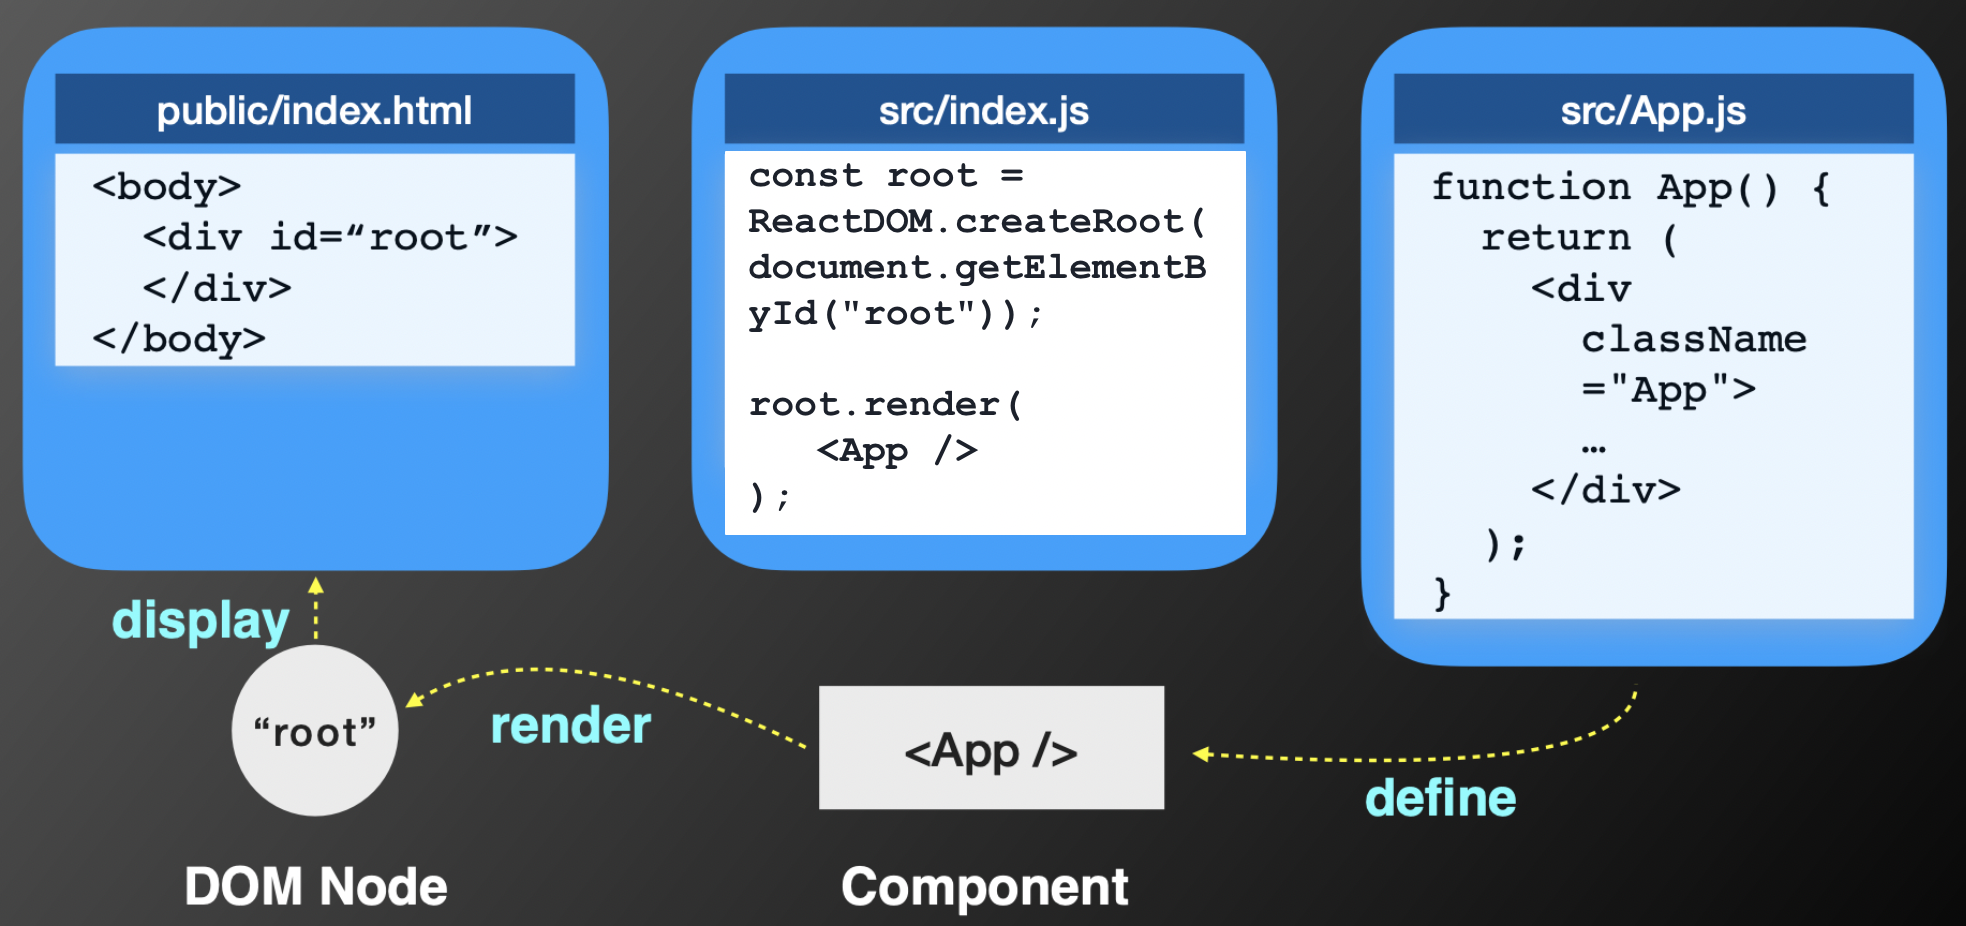 public/index.html
<body>
<div id=“root”>
</div>
</body>
src/index.js
const root =
ReactDOM.createRoot(
document.getElementB
yId("root"));
root.render(
<App />
);
src/App.js
function App() {
return (
<div
className
="App">
…
</div>
);
}
display
“root”
render
<App />
define
DOM Node
Component